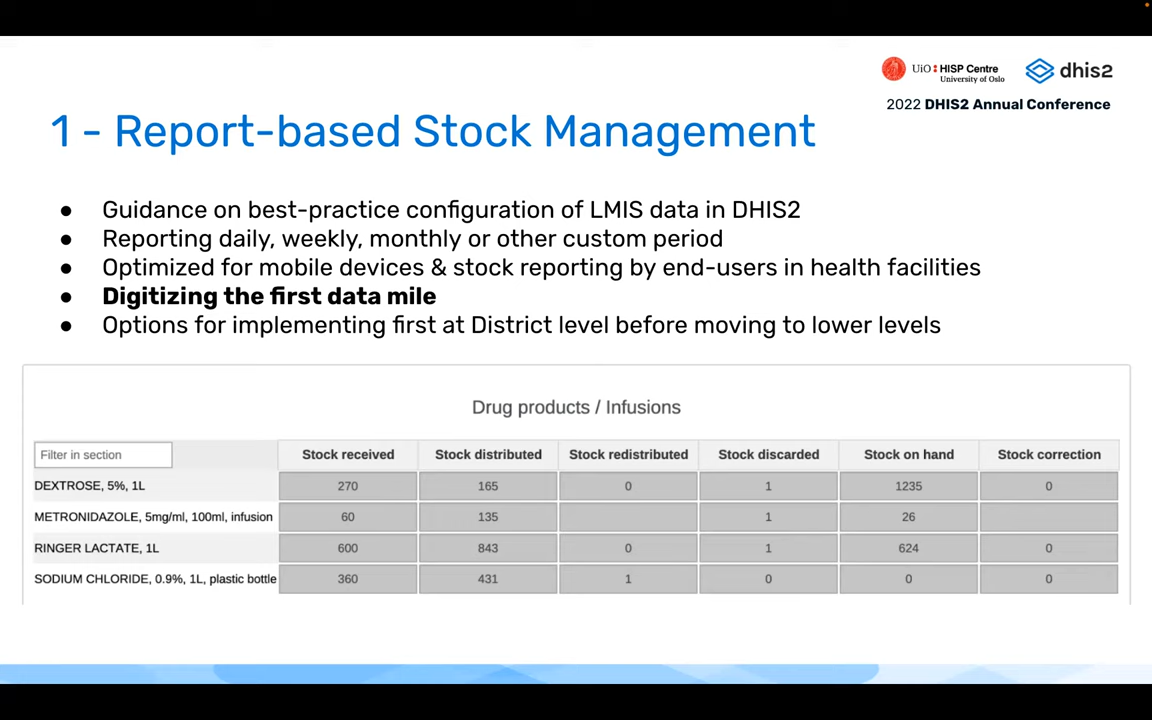 UiO: HISP Centre
University of Oslo
dhis2
2022 DHIS2 Annual Conference
1 - Report-based Stock Management
● Guidance on best-practice configuration of LMIS data in DHIS2
● Reporting daily, weekly, monthly or other custom period
● Optimized for mobile devices & stock reporting by end-users in health facilities
● Digitizing the first data mile
● Options for implementing first at District level before moving to lower levels
Drug products / Infusions
Filter in section Stock received Stock distributed Stock redistributed Stock discarded Stock on hand Stock correction
DEXTROSE, 5%, 1L 270 165 0 1 1235 0
METRONIDAZOLE, 5mg/ml, 100ml, infusion 60 135 1 26
RINGER LACTATE, 1L 600 843 0 1 624 0
SODIUM CHLORIDE, 0.9%, 1L, plastic bottle 360 431 1 0 0 0